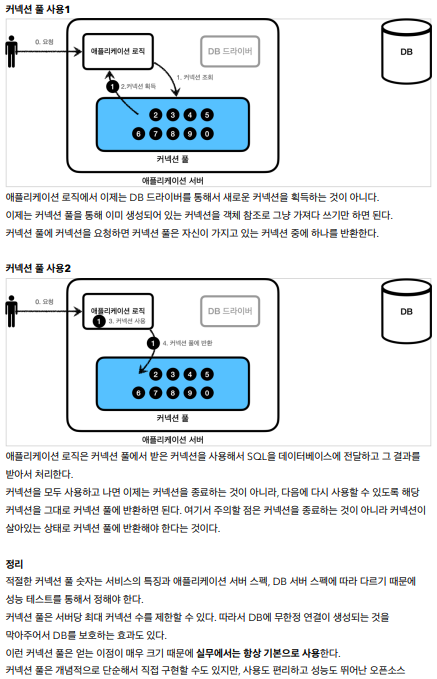 커넥션 풀 사용1
0. 요청
애플리케이션 로직
DB 드라이버
DB
1. 커넥션 조회
1 2.커넥션 획득
2 3 4 5
6 7 8 9 0
커넥션 풀
애플리케이션 서버
애플리케이션 로직에서 이제는 DB 드라이버를 통해서 새로운 커넥션을 획득하는 것이 아니다.
이제는 커넥션 풀을 통해 이미 생성되어 있는 커넥션을 객체 참조로 그냥 가져다 쓰기만 하면 된다.
커넥션 풀에 커넥션을 요청하면 커넥션 풀은 자신이 가지고 있는 커넥션 중에 하나를 반환한다.
커넥션 풀 사용2
0. 요청
애플리케이션 로직
1 3. 커넥션 사용
DB 드라이버
DB
1 4. 커넥션 풀에 반환
2 3 4 5
6 7 8 9 0
커넥션 풀
애플리케이션 서버
애플리케이션 로직은 커넥션 풀에서 받은 커넥션을 사용해서 SQL을 데이터베이스에 전달하고 그 결과를
받아서 처리한다.
커넥션을 모두 사용하고 나면 이제는 커넥션을 종료하는 것이 아니라, 다음에 다시 사용할 수 있도록 해당
커넥션을 그대로 커넥션 풀에 반환하면 된다. 여기서 주의할 점은 커넥션을 종료하는 것이 아니라 커넥션이
살아있는 상태로 커넥션 풀에 반환해야 한다는 것이다.
정리
적절한 커넥션 풀 숫자는 서비스의 특징과 애플리케이션 서버 스펙, DB 서버 스펙에 따라 다르기 때문에
성능 테스트를 통해서 정해야 한다.
커넥션 풀은 서버당 최대 커넥션 수를 제한할 수 있다. 따라서 DB에 무한정 연결이 생성되는 것을
막아주어서 DB를 보호하는 효과도 있다.
이런 커넥션 풀은 얻는 이점이 매우 크기 때문에 실무에서는 항상 기본으로 사용한다.
커넥션 풀은 개념적으로 단순해서 직접 구현할 수도 있지만, 사용도 편리하고 성능도 뛰어난 오픈소스